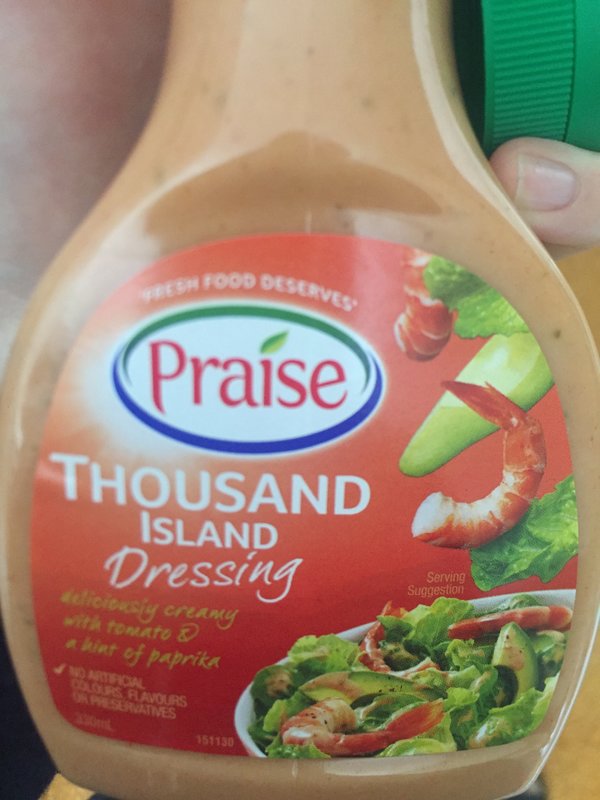 "FRESH FOOD DESERVES"
Praise
THOUSAND
ISLAND
Dressing
deliciously creamy
with tomato &
a hint of paprika
✓ NO ARTIFICIAL
COLOURS, FLAVOURS
OR PRESERVATIVES
330mL
151130
Serving
Suggestion